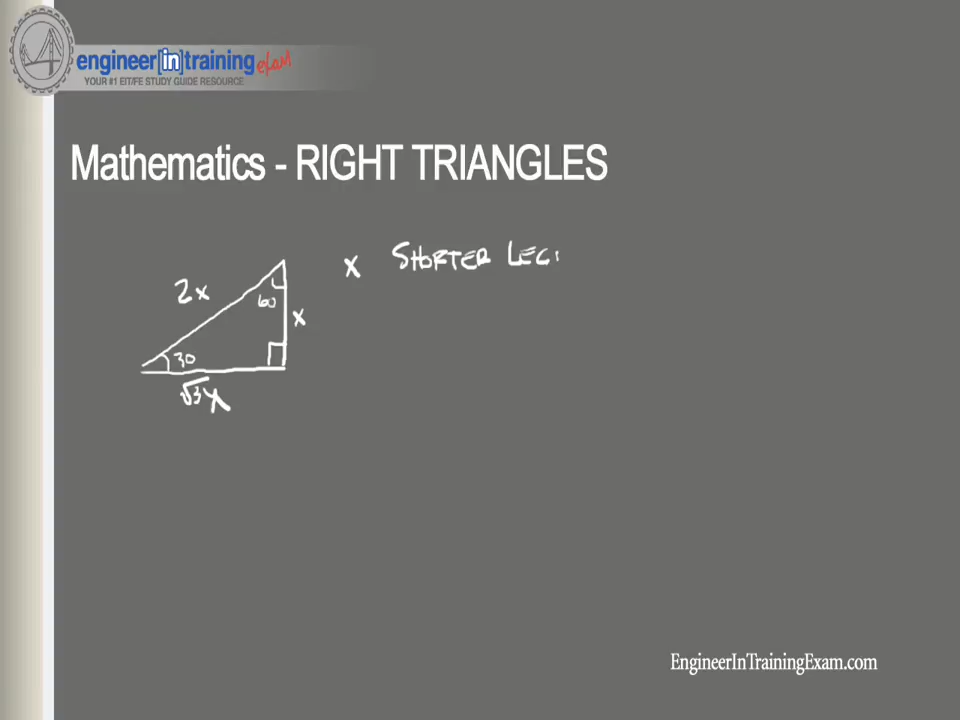 engineer[in]training exam
YOUR #1 EIT/FE STUDY GUIDE RESOURCE
Mathematics - RIGHT TRIANGLES
x SHORTER LEG
2x
60
x
30
√3x
EngineerInTrainingExam.com